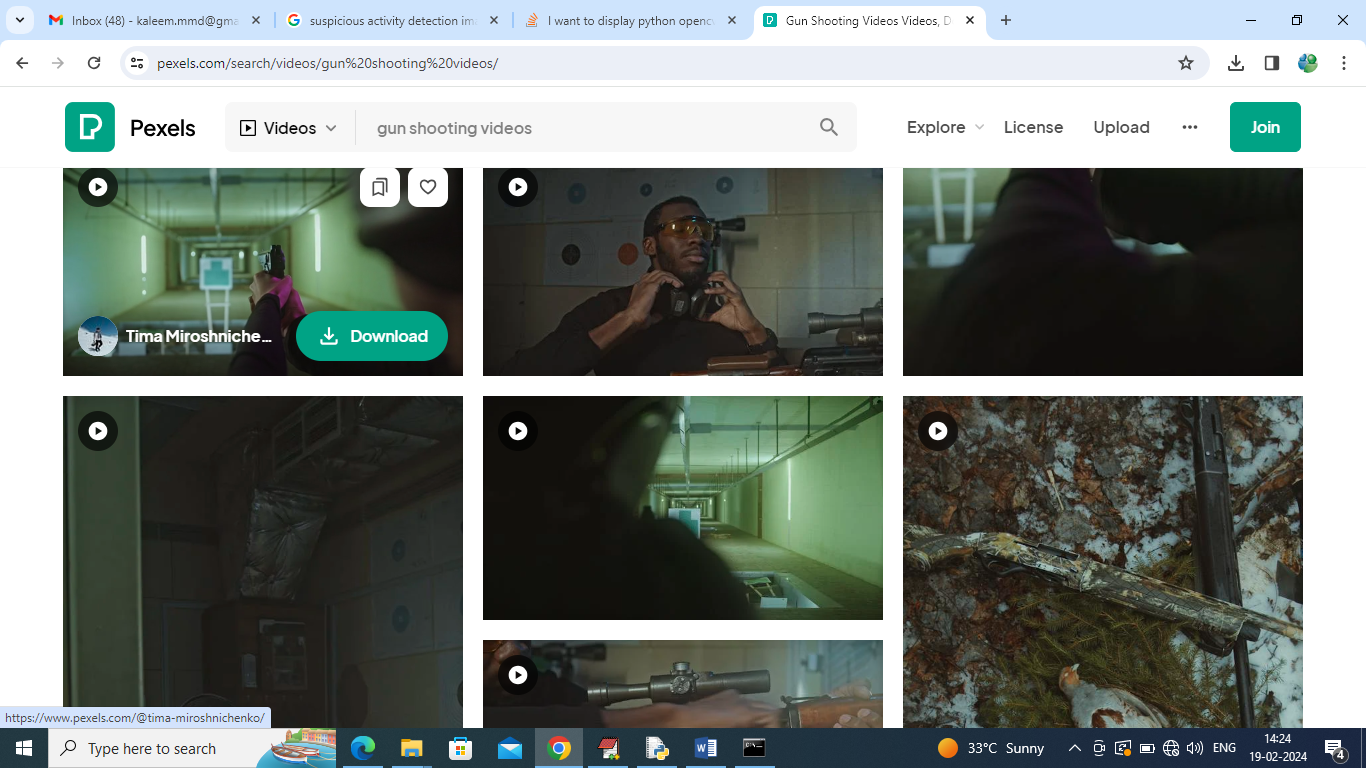 Inbox (48) - kaleem.mmd@gma
suspicious activity detection im
I want to display python openc
Gun Shooting Videos Videos, D
pexels.com/search/videos/gun%20shooting%20videos/
Pexels
Videos
gun shooting videos
Explore
License
Upload
Join
Tima Miroshniche...
Download
https://www.pexels.com/@tima-miroshnichenko/
Type here to search
33°C Sunny
ENG
14:24
19-02-2024
4